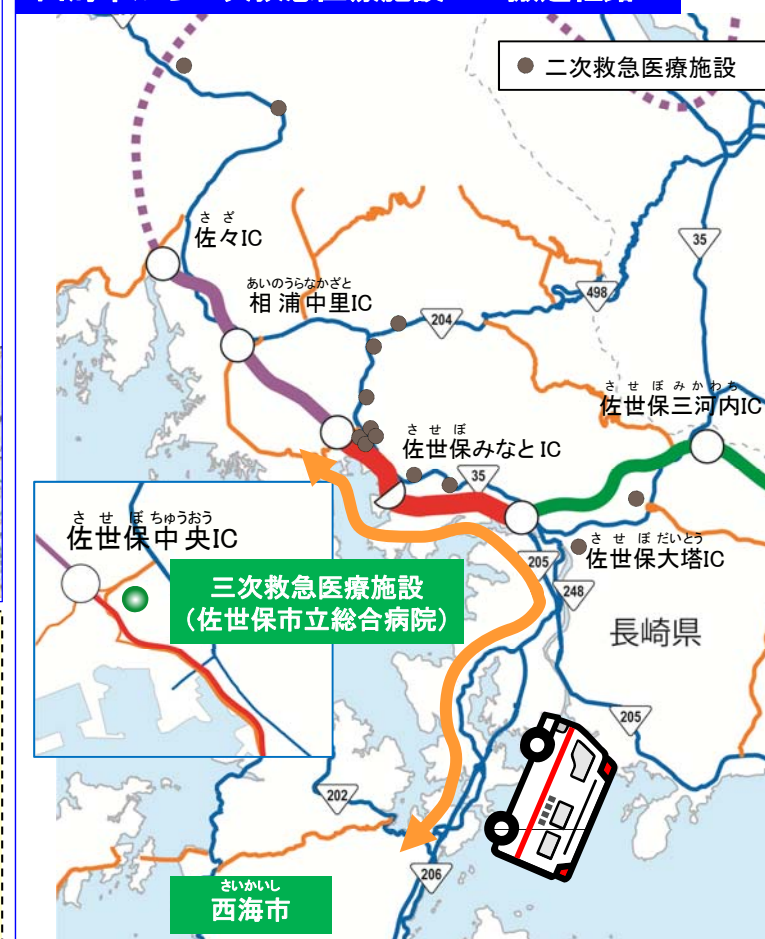 二次救急医療施設
さざ
佐々IC
あいのうらなかざと
相浦中里IC
35
498
204
させぼみかわち
佐世保三河内IC
させぼ
佐世保みなとIC
35
させぼちゅうおう
佐世保中央IC
させぼだいとう
佐世保大塔IC
205
248
三次救急医療施設
（佐世保市立総合病院）
長崎県
205
202
206
さいかいし
西海市